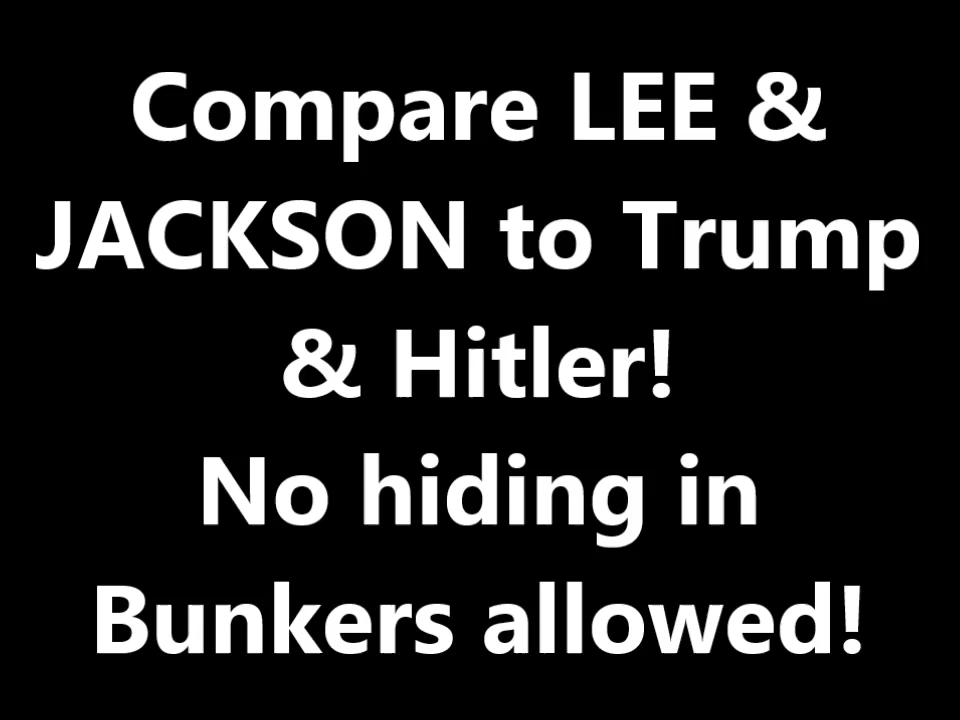 Compare LEE &
JACKSON to Trump
& Hitler!
No hiding in
Bunkers allowed!